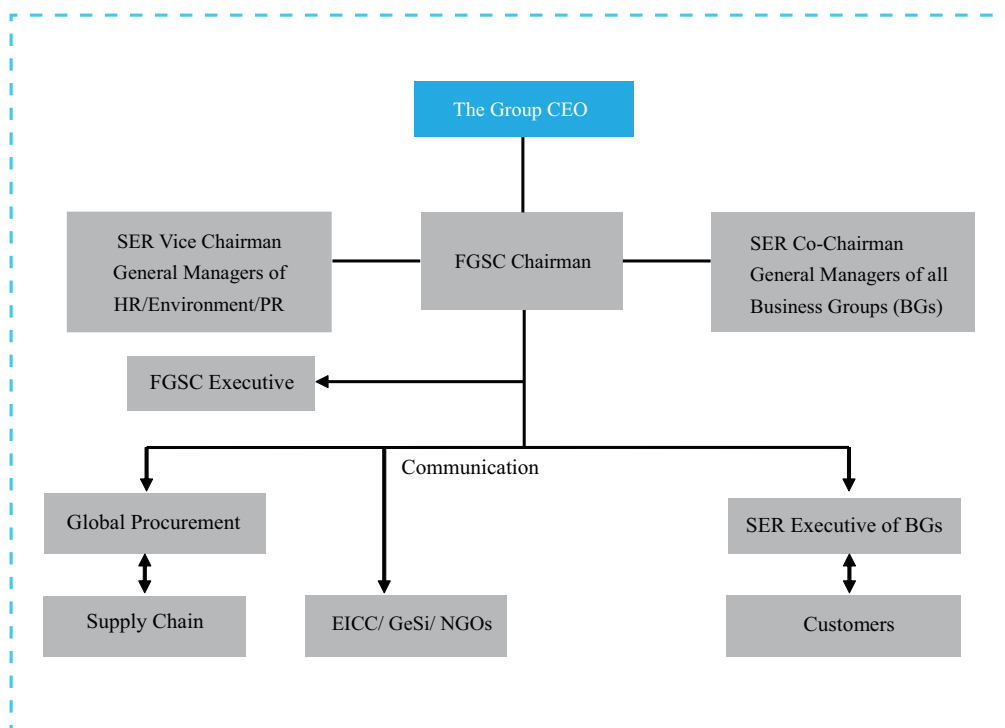 The Group CEO
SER Vice Chairman
General Managers of
HR/Environment/PR
FGSC Chairman
SER Co-Chairman
General Managers of all
Business Groups (BGs)
FGSC Executive
Communication
Global Procurement
SER Executive of BGs
Supply Chain
EICC/ GeSi/ NGOs
Customers